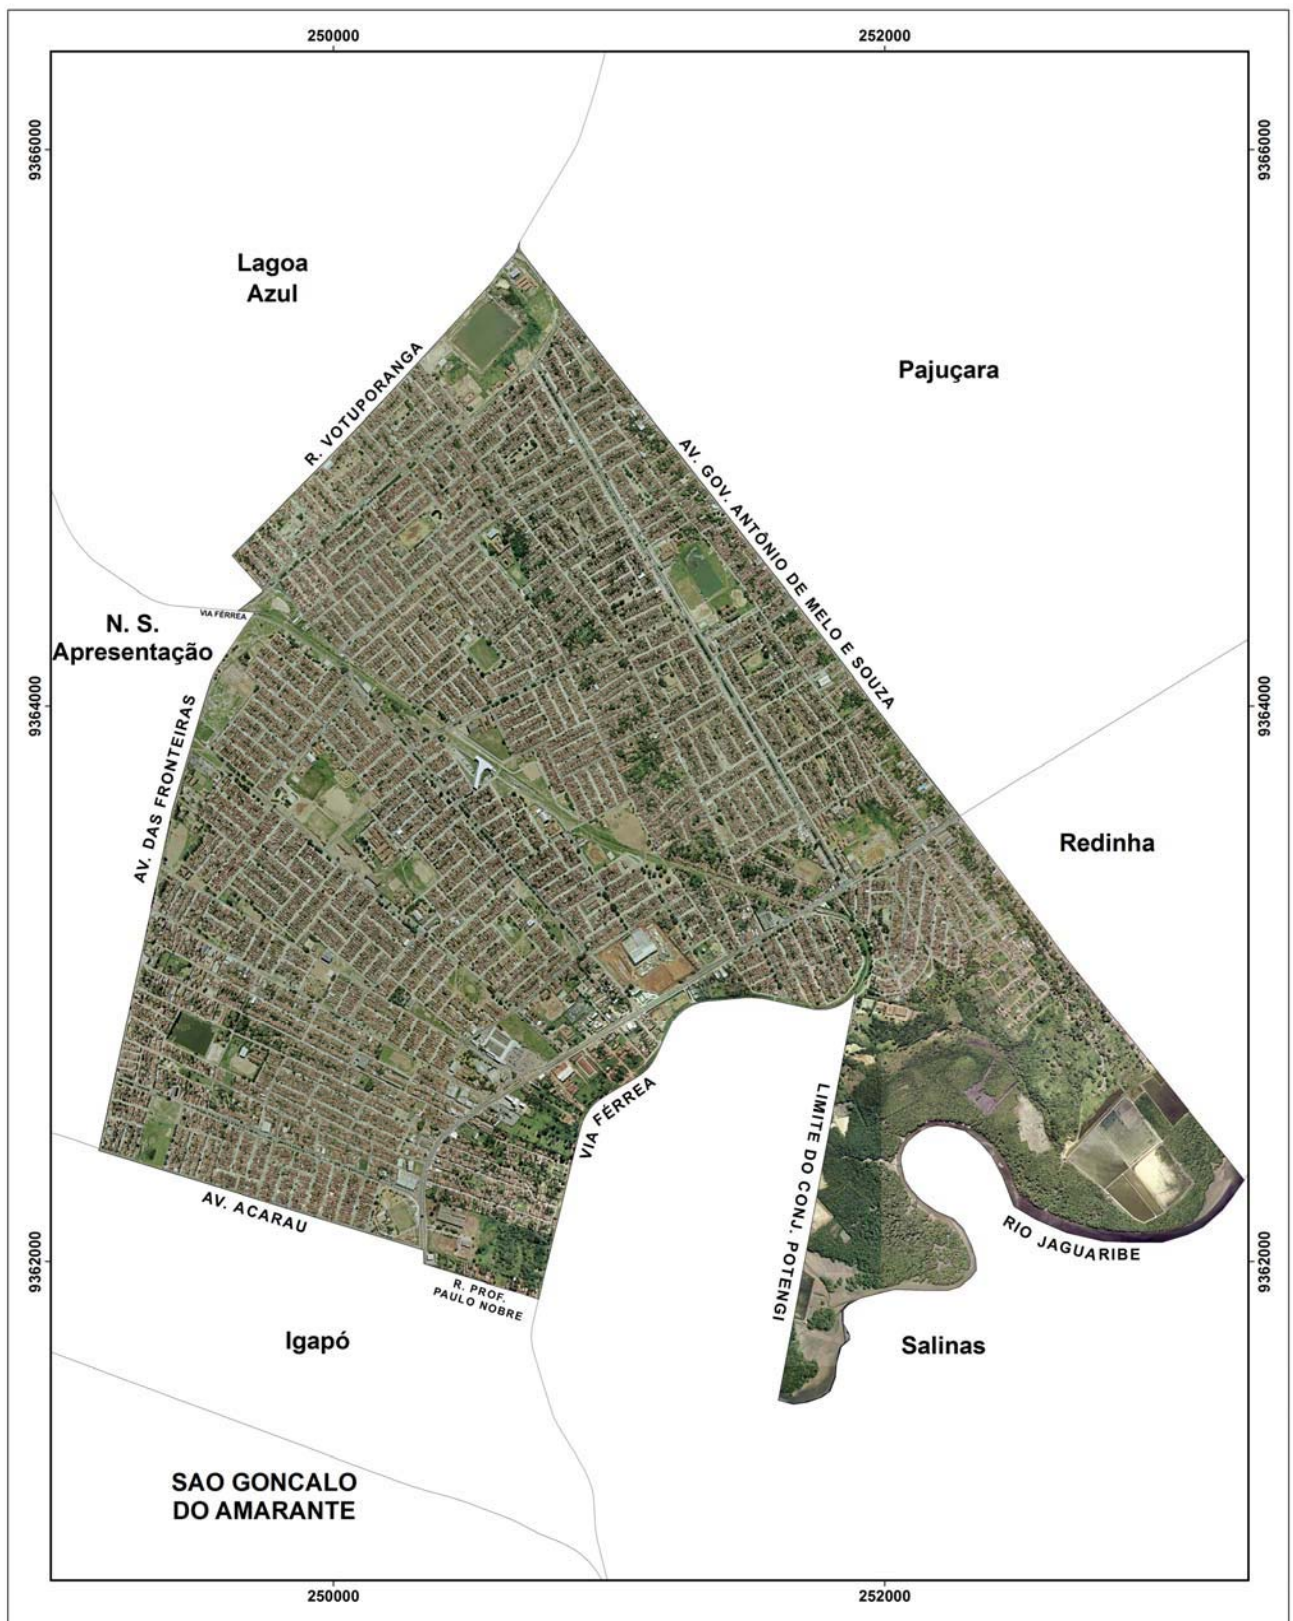 250000
252000
9366000
9366000
Lagoa
Azul
Pajuçara
R. VOTUPORANGA
AV. GOV. ANTÔNIO DE MELO E SOUZA
VIA FÉRREA
N. S.
Apresentação
9364000
9364000
AV. DAS FRONTEIRAS
Redinha
VIA FÉRREA
LIMITE DO CONJ. POTENGI
AV. ACARAU
RIO JAGUARIBE
9362000
9362000
R. PROF.
PAULO NOBRE
Igapó
Salinas
SAO GONCALO
DO AMARANTE
250000
252000